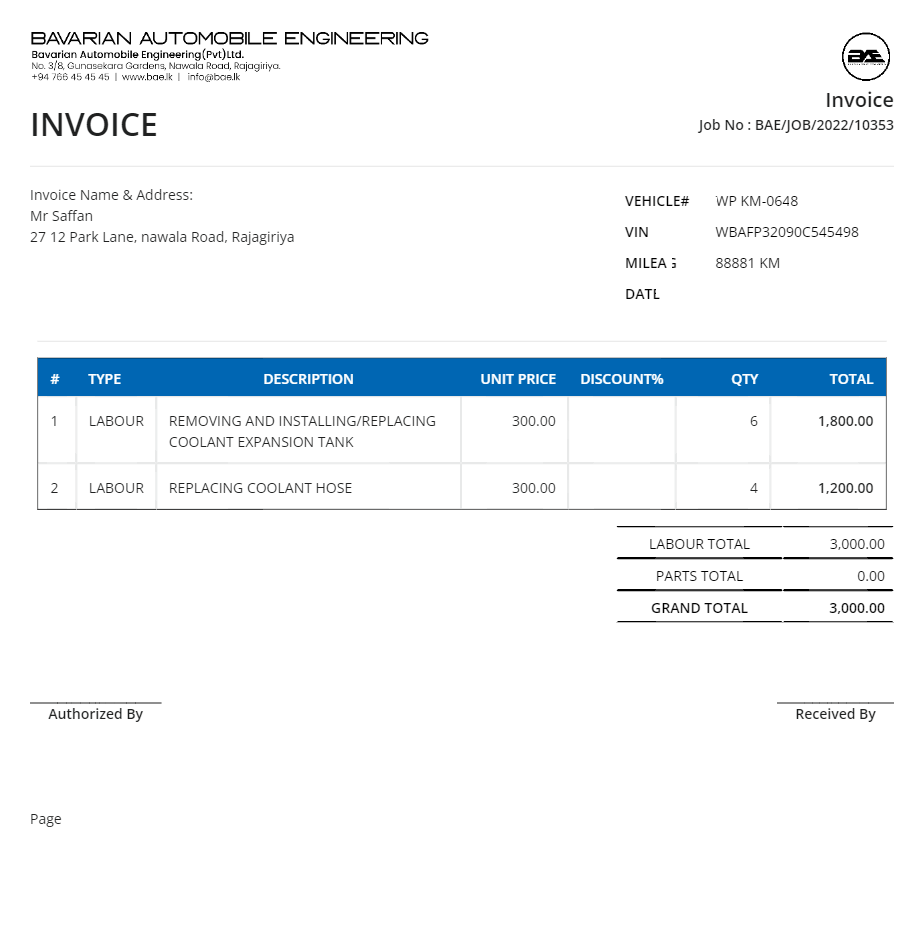 BAVARIAN AUTOMOBILE ENGINEERING
Bavarian Automobile Engineering(Pvt)Ltd.
No. 3/8, Gunasekara Gardens, Nawala Road, Rajagiriya.
+94 766 45 45 45 | www.bae.lk | info@bae.lk
BAE
Invoice
INVOICE
Job No : BAE/JOB/2022/10353
Invoice Name & Address:
Mr Saffan
27 12 Park Lane, nawala Road, Rajagiriya
VEHICLE# WP KM-0648
VIN WBAFP32090C545498
MILEAG 88881 KM
DATE
# TYPE DESCRIPTION UNIT PRICE DISCOUNT% QTY TOTAL
1 LABOUR REMOVING AND INSTALLING/REPLACING 300.00 6 1,800.00
COOLANT EXPANSION TANK
2 LABOUR REPLACING COOLANT HOSE 300.00 4 1,200.00
LABOUR TOTAL 3,000.00
PARTS TOTAL 0.00
GRAND TOTAL 3,000.00
Authorized By
Received By
Page